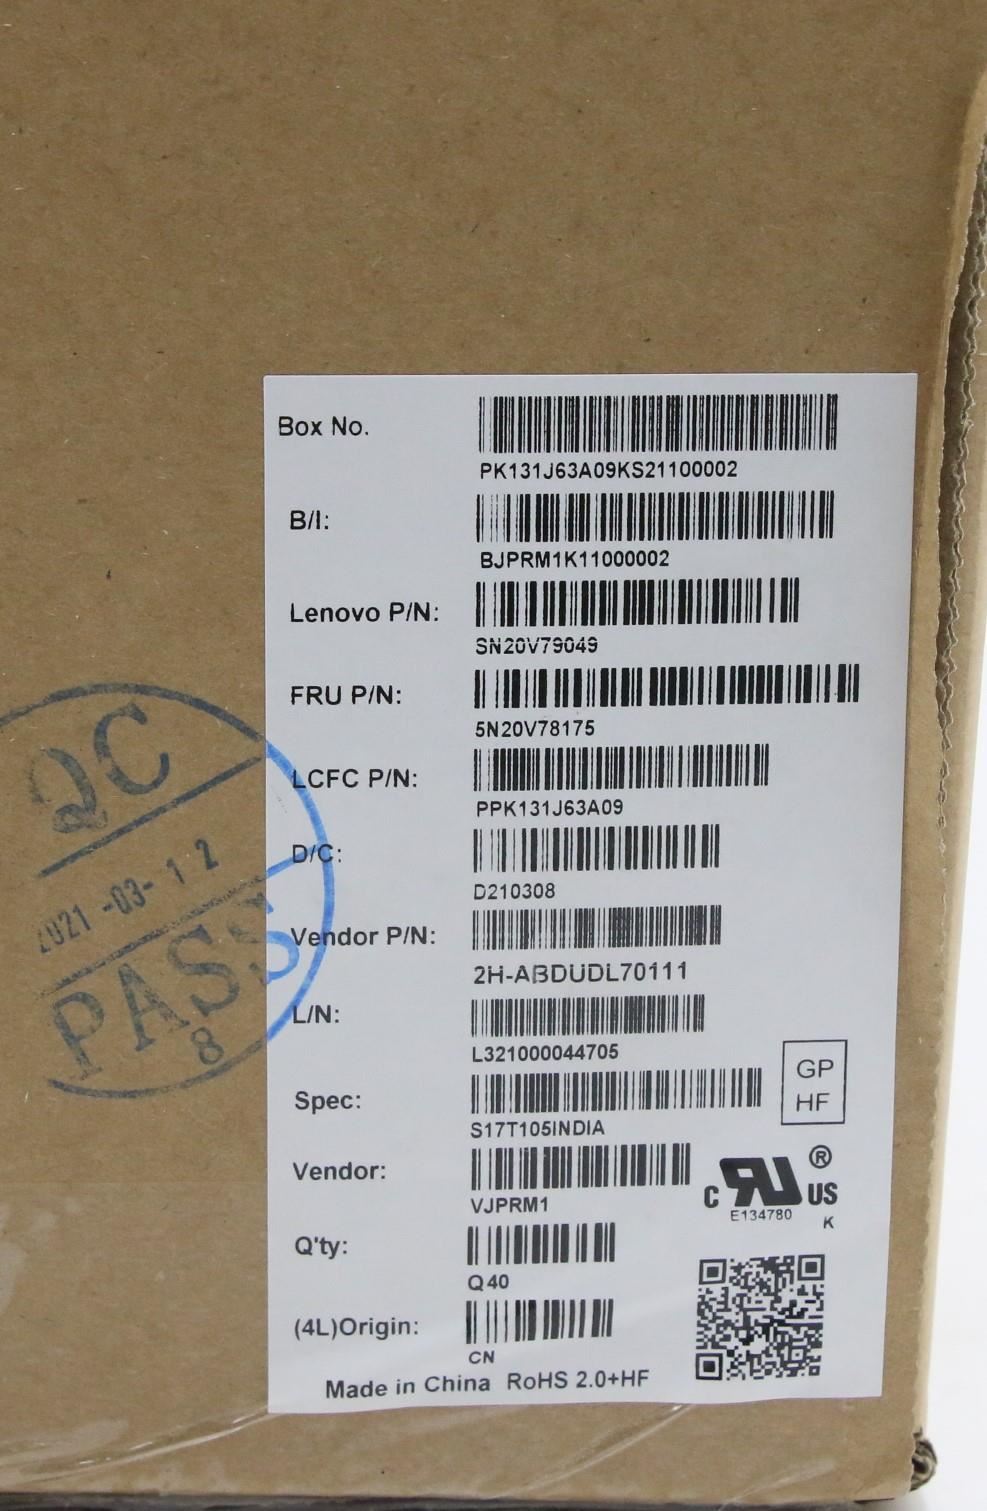 Box No.
PK131J63A09KS21100002
B/I:
BJPRM1K11000002
Lenovo P/N:
SN20V79049
FRU P/N:
5N20V78175
LCFC P/N:
PPK131J63A09
D/C:
D210308
Vendor P/N:
2H-ABDUDL70111
L/N:
L321000044705
Spec:
S17T105INDIA
GP
HF
Vendor:
VJPRM1
C RU ® US
E134780
K
Q'ty:
Q40
(4L)Origin:
CN
Made in China RoHS 2.0+HF
QC
2021-03-12
PASS
8